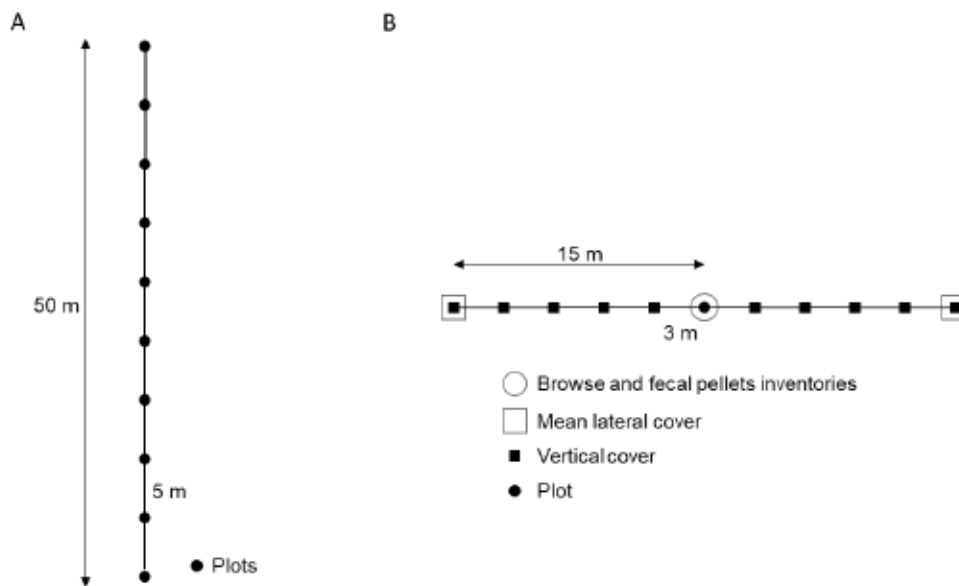 A
50 m
5 m
Plots
B
15 m
3 m
Browse and fecal pellets inventories
Mean lateral cover
Vertical cover
Plot